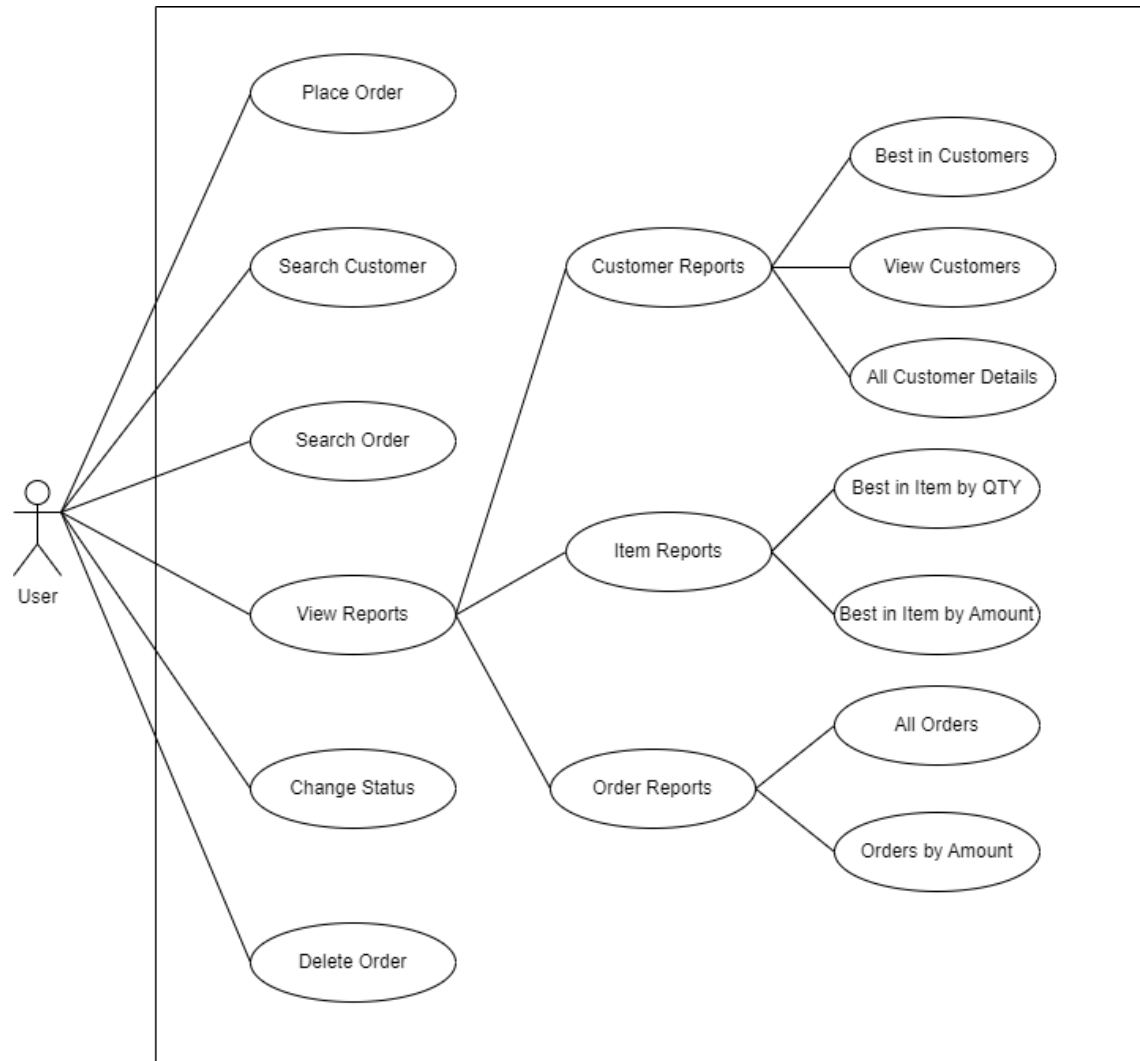 Place Order
Best in Customers
Search Customer
Customer Reports
View Customers
All Customer Details
Search Order
Best in Item by QTY
Item Reports
User
View Reports
Best in Item by Amount
All Orders
Change Status
Order Reports
Orders by Amount
Delete Order